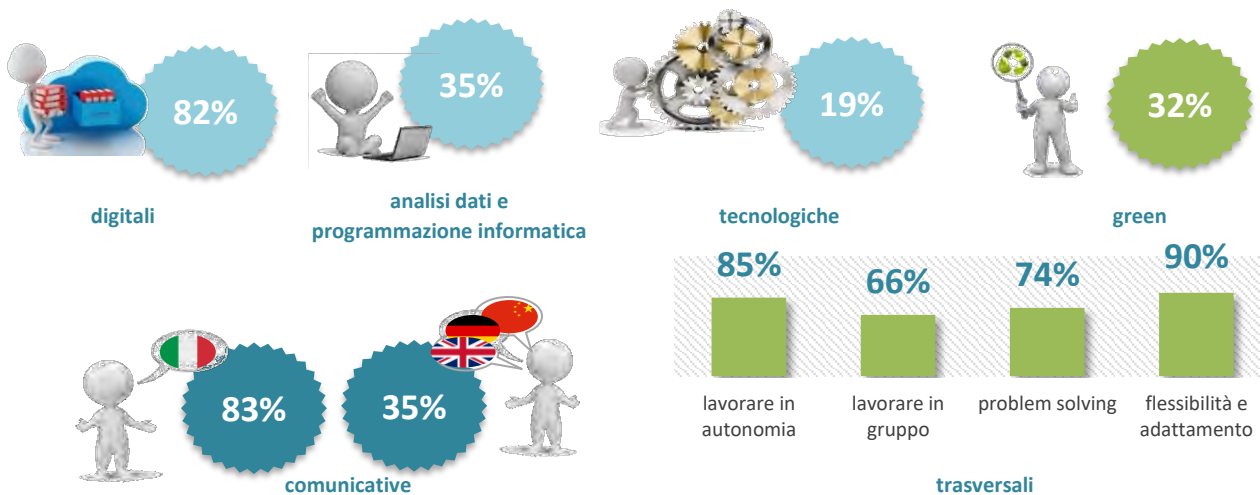 82%
35%
19%
32%
digitali
analisi dati e
programmazione informatica
tecnologiche
green
85%
66%
74%
90%
lavorare in
autonomia
lavorare in
gruppo
problem solving
flessibilità e
adattamento
83%
35%
comunicative
trasversali